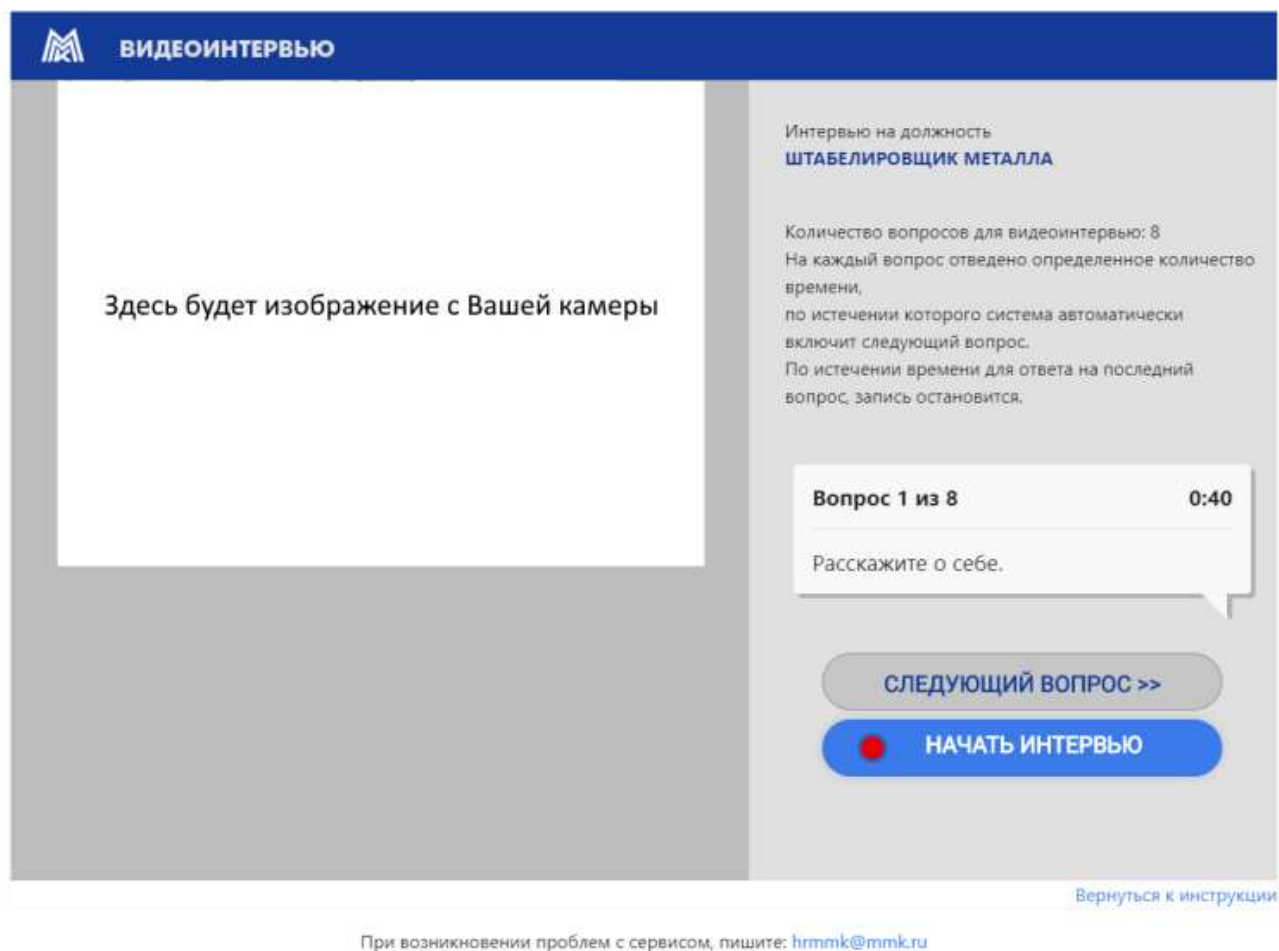 ВИДЕОИНТЕРВЬЮ
Здесь будет изображение с Вашей камеры
Интервью на должность
ШТАБЕЛИРОВЩИК МЕТАЛЛА
Количество вопросов для видеоинтервью: 8
На каждый вопрос отведено определенное количество
времени,
по истечении которого система автоматически
включит следующий вопрос.
По истечении времени для ответа на последний
вопрос, запись остановится.
Вопрос 1 из 8 0:40
Расскажите о себе.
СЛЕДУЮЩИЙ ВОПРОС >>
НАЧАТЬ ИНТЕРВЬЮ
Вернуться к инструкции
При возникновении проблем с сервисом, пишите: hrmmk@mmk.ru